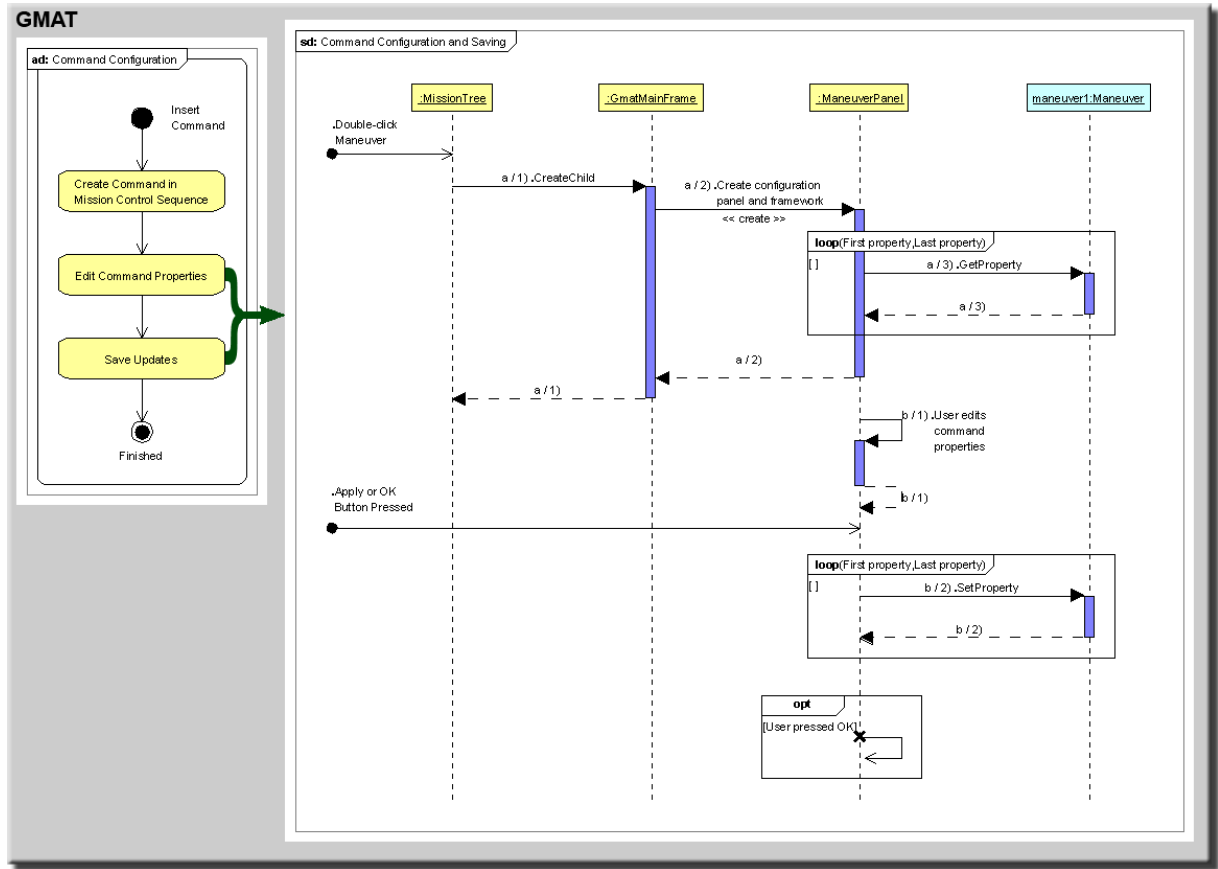 GMAT
ad: Command Configuration
Insert
Command
Create Command in
Mission Control Sequence
Edit Command Properties
Save Updates
Finished
sd: Command Configuration and Saving
:MissionTree
:GmatMainFrame
:ManeuverPanel
maneuver1:Maneuver
.Double-click
Maneuver
a / 1) .CreateChild
a / 2) .Create configuration
panel and framework
<< create >>
loop(First property,Last property)
[ ]
a / 3) .GetProperty
a / 3)
a / 2)
a / 1)
b / 1) .User edits
command
properties
b / 1)
.Apply or OK
Button Pressed
loop(First property,Last property)
[ ]
b / 2) .SetProperty
b / 2)
opt
[User pressed OK]